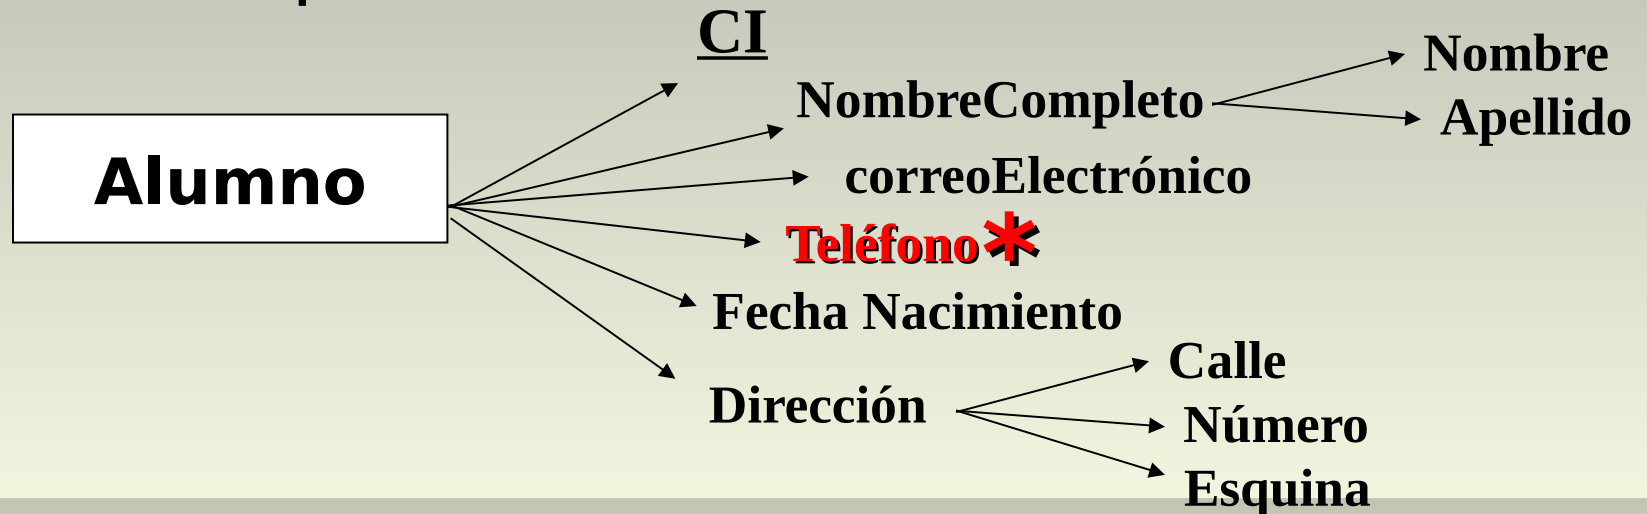 CI
Nombre
NombreCompleto
Apellido
Alumno
correoElectrónico
Teléfono*
Fecha Nacimiento
Calle
Dirección
Número
Esquina